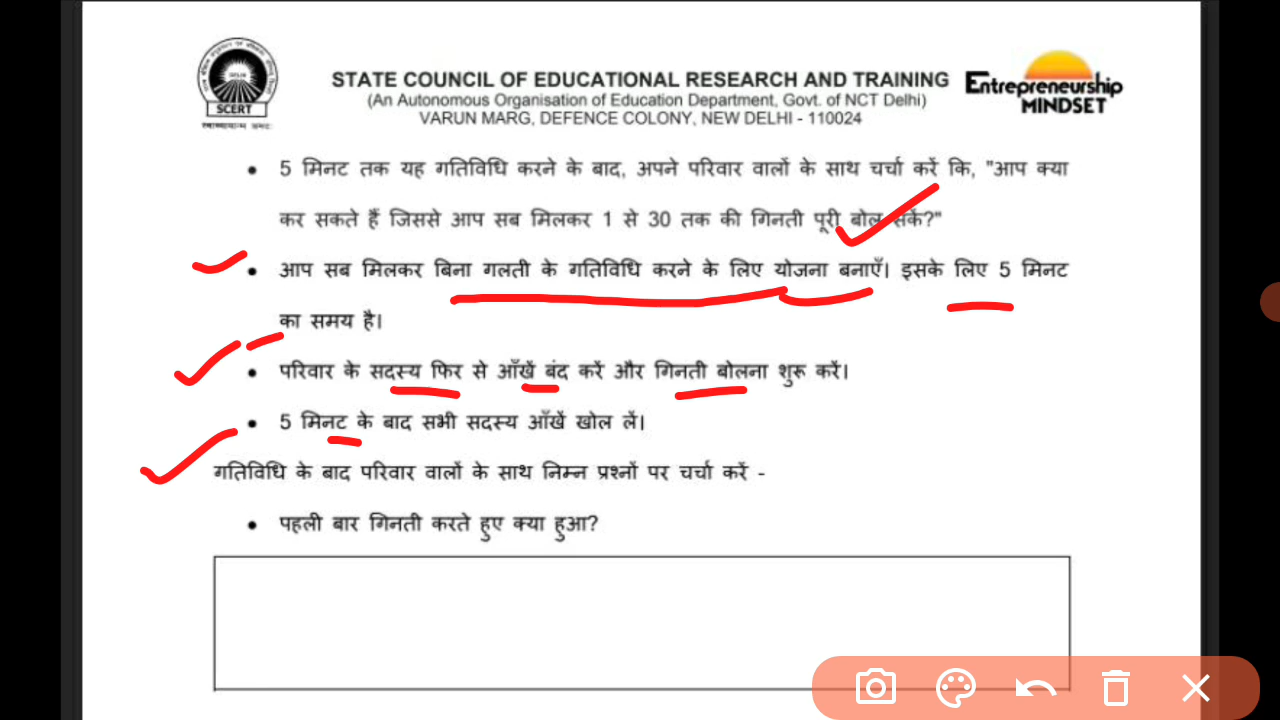 STATE COUNCIL OF EDUCATIONAL RESEARCH AND TRAINING
(An Autonomous Organisation of Education Department, Govt. of NCT Delhi)
VARUN MARG, DEFENCE COLONY, NEW DELHI - 110024
SCERT
Entrepreneurship
MINDSET
• 5 मिनट तक यह गतिविधि करने के बाद, अपने परिवार वालों के साथ चर्चा करें कि, "आप क्या
कर सकते हैं जिससे आप सब मिलकर 1 से 30 तक की गिनती पूरी बोल सकें?"
• आप सब मिलकर बिना गलती के गतिविधि करने के लिए योजना बनाएँ। इसके लिए 5 मिनट
का समय है।
• परिवार के सदस्य फिर से आँखें बंद करें और गिनती बोलना शुरू करें।
• 5 मिनट के बाद सभी सदस्य आँखें खोल लें।
गतिविधि के बाद परिवार वालों के साथ निम्न प्रश्नों पर चर्चा करें -
• पहली बार गिनती करते हुए क्या हुआ?